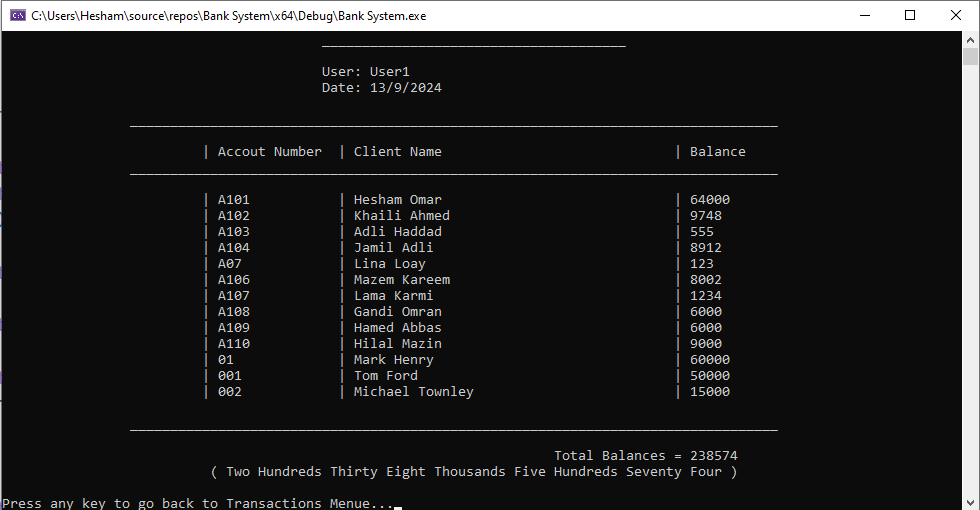 C:\Users\Hesham\source\repos\Bank System\x64\Debug\Bank System.exe
User: User1
Date: 13/9/2024
| Accout Number | Client Name | Balance
| A101 | Hesham Omar | 64000
| A102 | Khaili Ahmed | 9748
| A103 | Adli Haddad | 555
| A104 | Jamil Adli | 8912
| A07 | Lina Loay | 123
| A106 | Mazem Kareem | 8002
| A107 | Lama Karmi | 1234
| A108 | Gandi Omran | 6000
| A109 | Hamed Abbas | 6000
| A110 | Hilal Mazin | 9000
| 01 | Mark Henry | 60000
| 001 | Tom Ford | 50000
| 002 | Michael Townley | 15000
Total Balances = 238574
( Two Hundreds Thirty Eight Thousands Five Hundreds Seventy Four )
Press any key to go back to Transactions Menue...